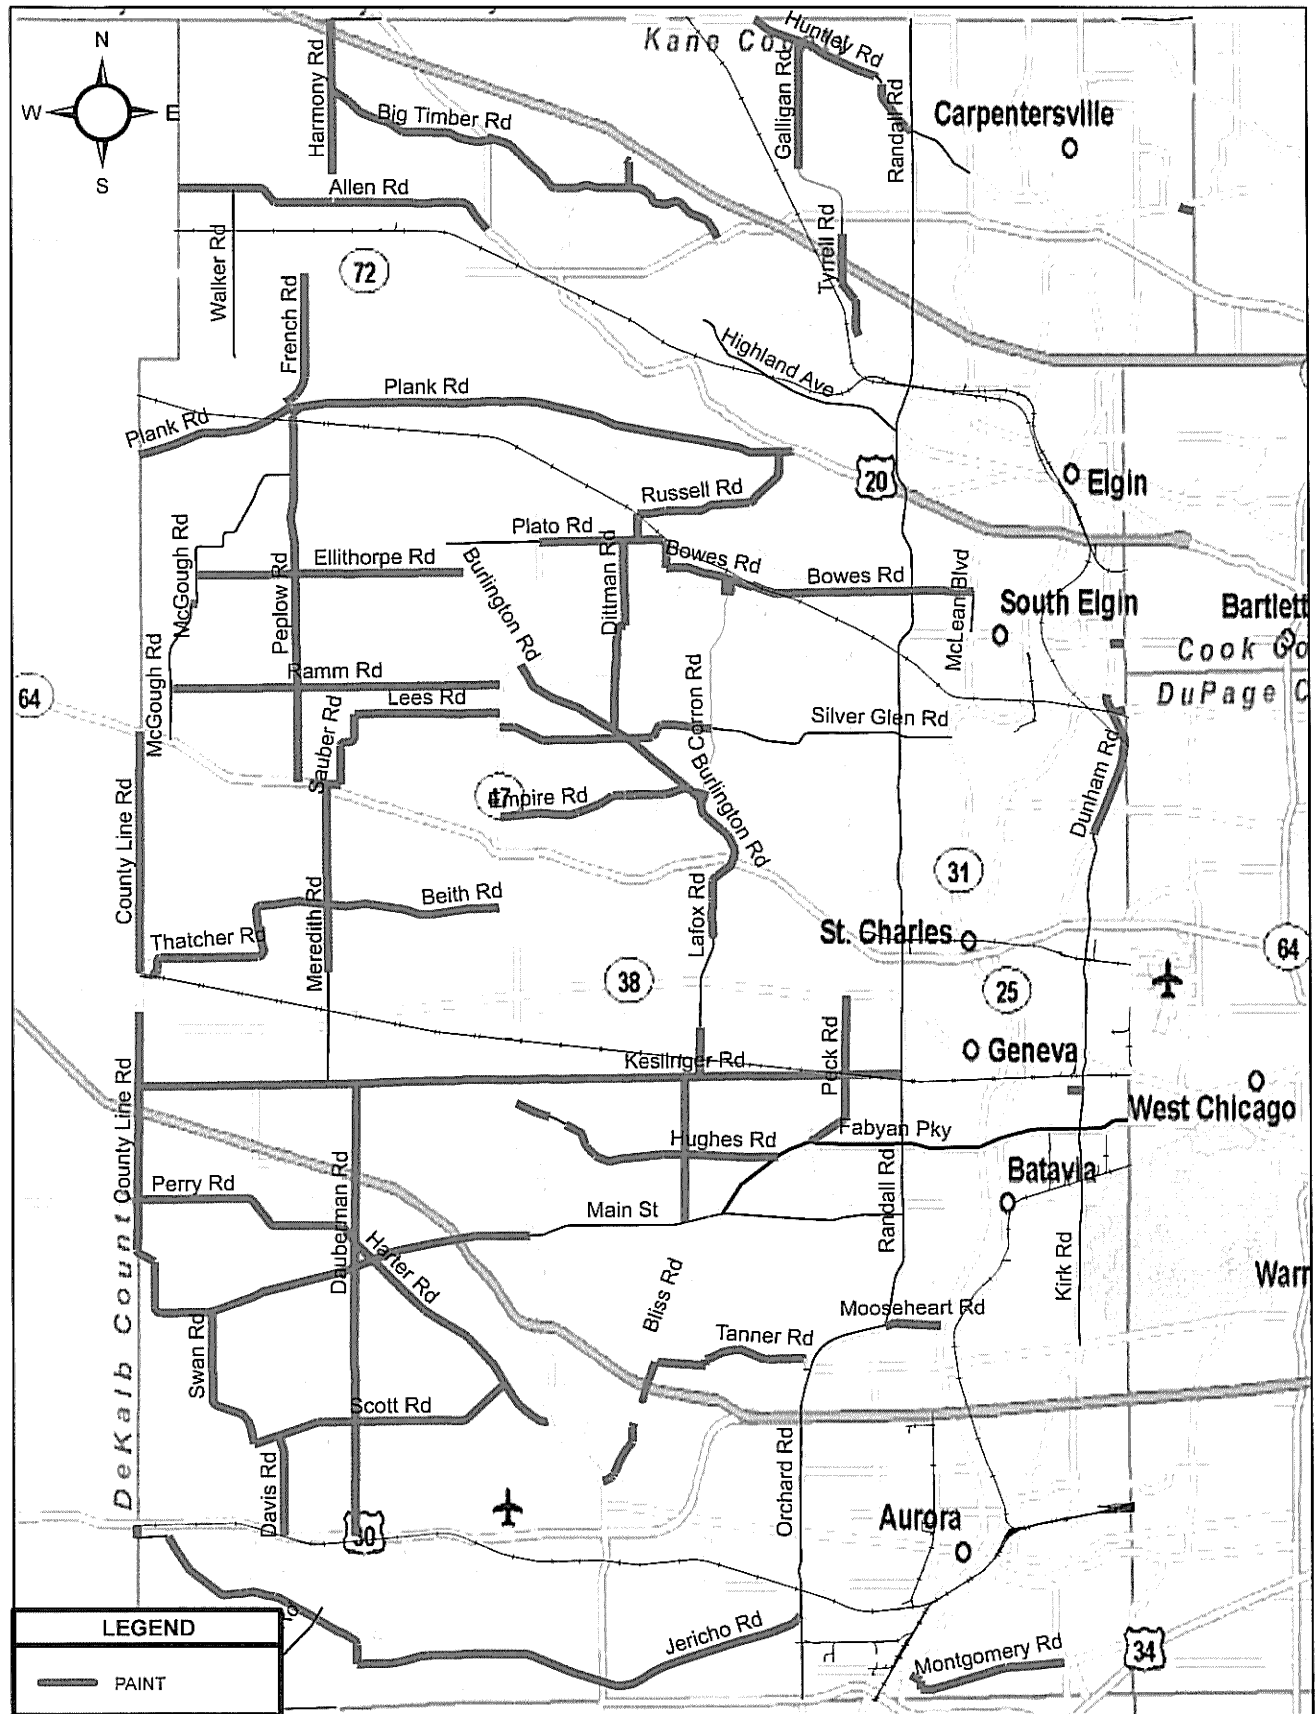 N
W
E
S
Kane Co
Huntley Rd
Galligan Rd
Randall Rd
Carpentersville
Harmony Rd
Big Timber Rd
Allen Rd
Walker Rd
72
Tyrrell Rd
French Rd
Highland Ave
Plank Rd
Plank Rd
20
Elgin
Russell Rd
Plato Rd
McGough Rd
Ellithorpe Rd
Peplow Rd
Burlington Rd
Dittman Rd
Bowes Rd
Bowes Rd
McLean Blvd
South Elgin
Bartlett
Cook Co
DuPage C
64
McGough Rd
Ramm Rd
Lees Rd
Sauber Rd
Corron Rd
Silver Glen Rd
47
Empire Rd
Burlington Rd
Dunham Rd
County Line Rd
31
Meredith Rd
Beith Rd
Lafox Rd
Thatcher Rd
St. Charles
64
38
25
Peck Rd
Keslinger Rd
Geneva
County Line Rd
West Chicago
Hughes Rd
Fabyan Pky
Perry Rd
Dauberman Rd
Main St
Randall Rd
Batavia
Harter Rd
Kirk Rd
DeKalb Count
Warr
Bliss Rd
Mooseheart Rd
Swan Rd
Tanner Rd
Scott Rd
Davis Rd
Orchard Rd
30
Aurora
Jericho Rd
Montgomery Rd
34
LEGEND
PAINT